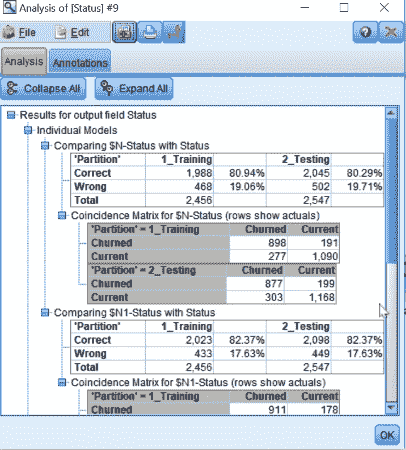 Analysis of [Status] #9
File Edit
Analysis Annotations
Collapse All Expand All
Results for output field Status
Individual Models
Comparing $N-Status with Status
'Partition' 1_Training 2_Testing
Correct 1,988 80.94% 2,045 80.29%
Wrong 468 19.06% 502 19.71%
Total 2,456 2,547
Coincidence Matrix for $N-Status (rows show actuals)
'Partition' = 1_Training Churned Current
Churned 898 191
Current 277 1,090
'Partition' = 2_Testing Churned Current
Churned 877 199
Current 303 1,168
Comparing $N1-Status with Status
'Partition' 1_Training 2_Testing
Correct 2,023 82.37% 2,098 82.37%
Wrong 433 17.63% 449 17.63%
Total 2,456 2,547
Coincidence Matrix for $N1-Status (rows show actuals)
'Partition' = 1_Training Churned Current
Churned 911 178
OK